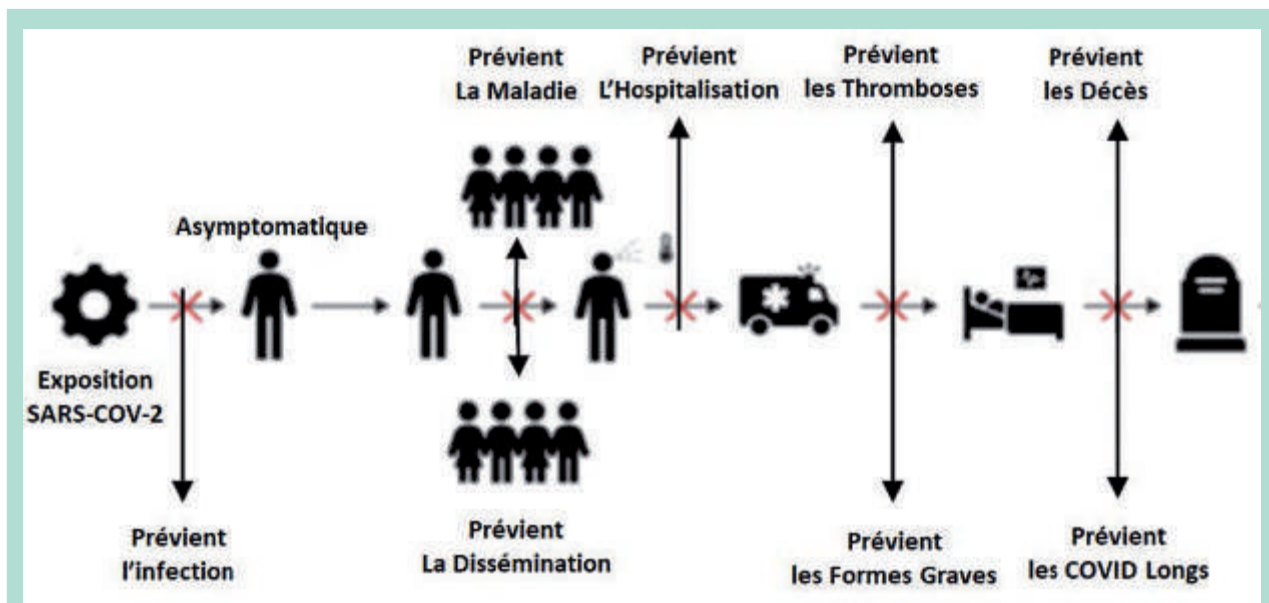 Prévient
La Maladie
Prévient
L'Hospitalisation
Prévient
les Thromboses
Prévient
les Décès
Asymptomatique
Exposition
SARS-COV-2
Prévient
l'infection
Prévient
La Dissémination
Prévient
les Formes Graves
Prévient
les COVID Longs